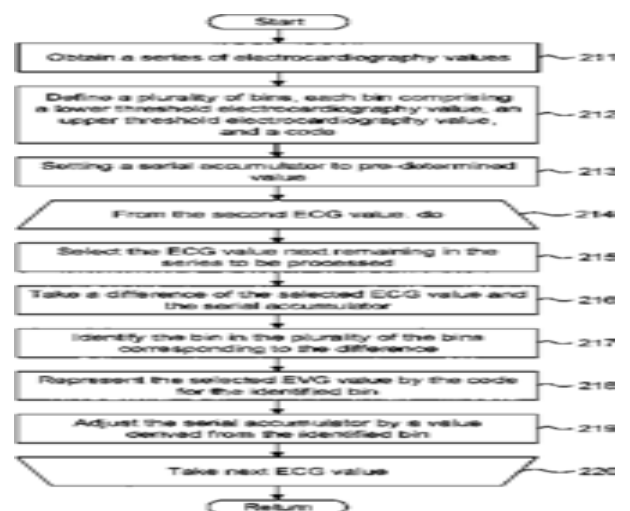 Start
Obtain a series of electrocardiography values
211
Define a plurality of bins, each bin comprising
a lower threshold electrocardiography value, an
upper threshold electrocardiography value,
and a code
212
Setting a serial accumulator to pre-determined
value
213
From the second ECG value, do
214
Select the ECG value next remaining in the
series to be processed
215
Take a difference of the selected ECG value and
the serial accumulator
216
Identify the bin in the plurality of the bins
corresponding to the difference
217
Represent the selected EVG value by the code
for the identified bin
218
Adjust the serial accumulator by a value
derived from the identified bin
219
Take next ECG value
220
Return